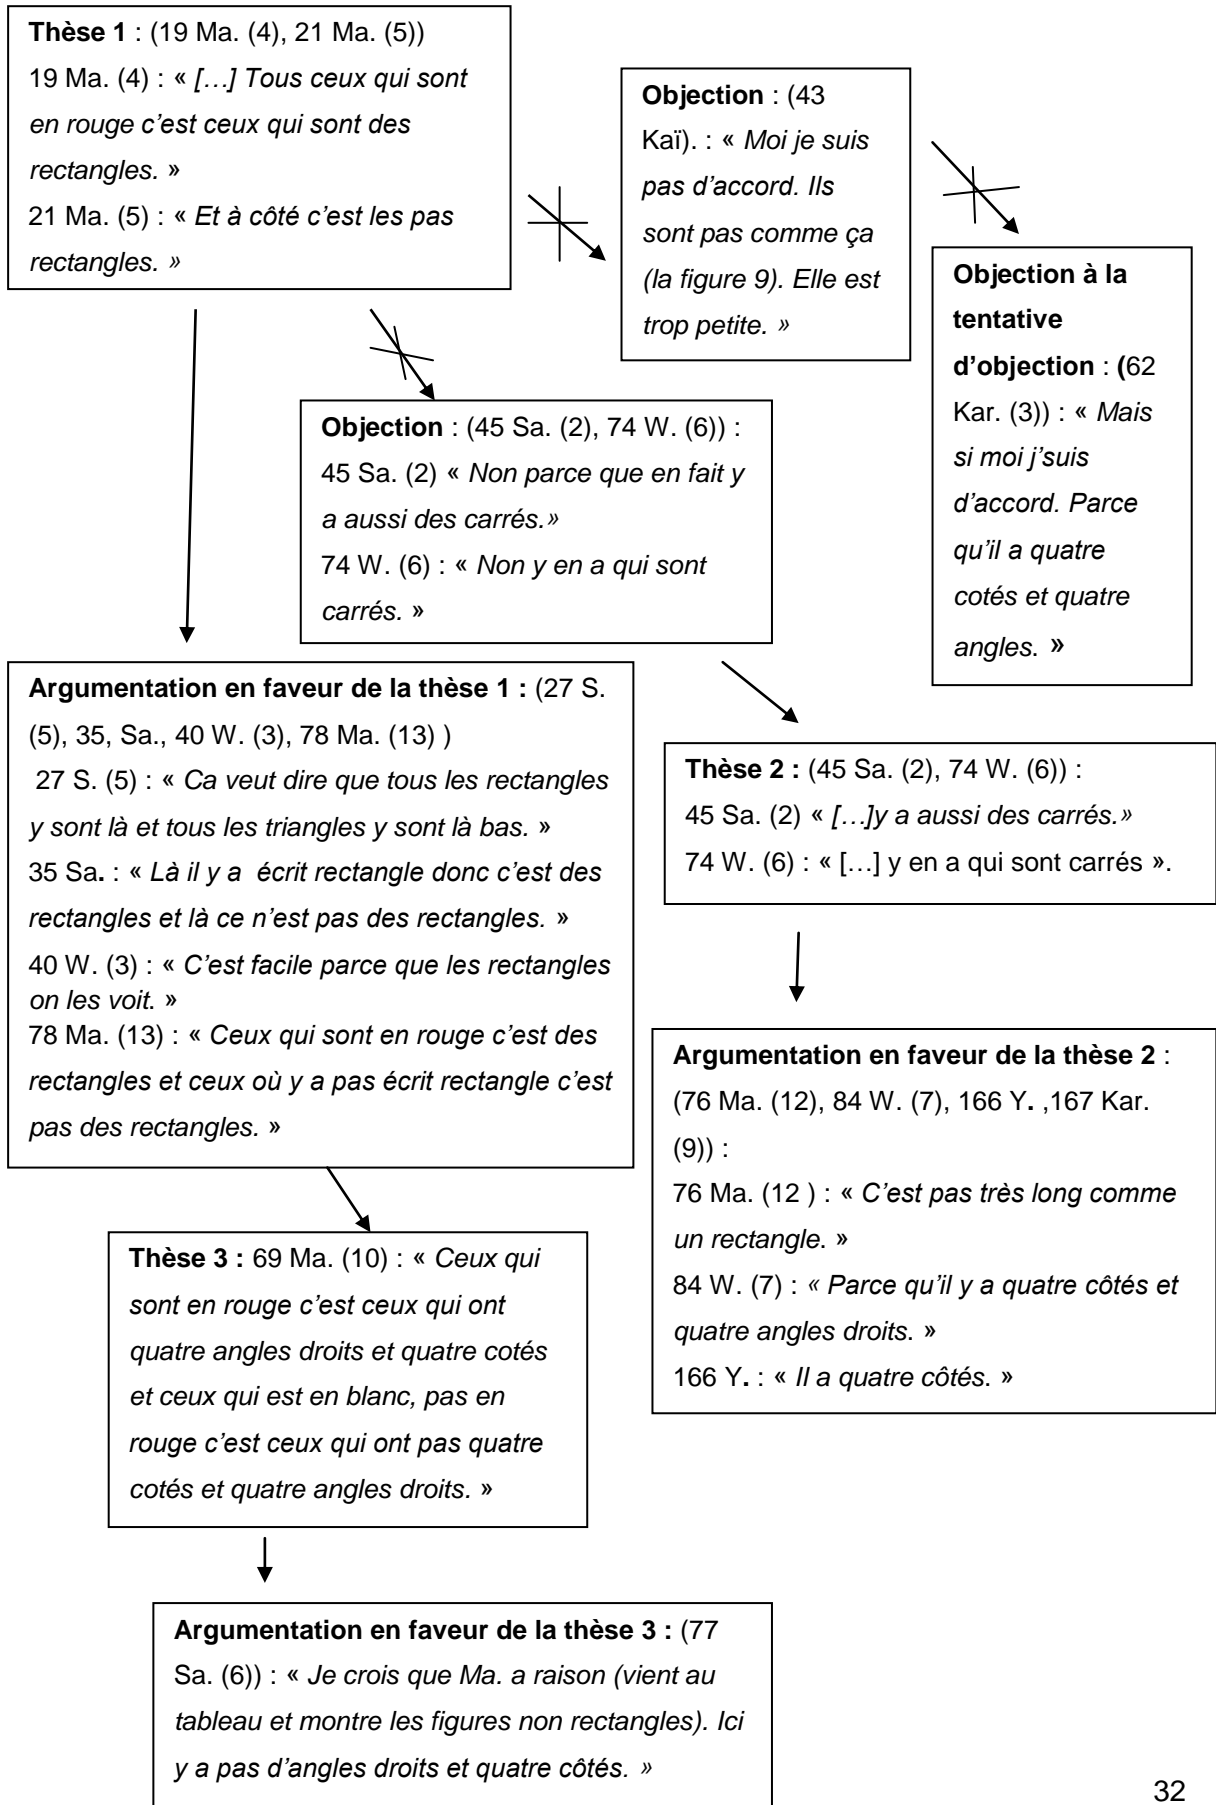 Thèse 1 : (19 Ma. (4), 21 Ma. (5))
19 Ma. (4) : « […] Tous ceux qui sont
en rouge c’est ceux qui sont des
rectangles. »
21 Ma. (5) : « Et à côté c’est les pas
rectangles. »
Objection : (43
Kaï). : « Moi je suis
pas d’accord. Ils
sont pas comme ça
(la figure 9). Elle est
trop petite. »
Objection à la
tentative
d’objection : (62
Kar. (3)) : « Mais
si moi j’suis
d’accord. Parce
qu’il a quatre
cotés et quatre
angles. »
Objection : (45 Sa. (2), 74 W. (6)) :
45 Sa. (2) « Non parce que en fait y
a aussi des carrés.»
74 W. (6) : « Non y en a qui sont
carrés. »
Argumentation en faveur de la thèse 1 : (27 S.
(5), 35, Sa., 40 W. (3), 78 Ma. (13) )
27 S. (5) : « Ca veut dire que tous les rectangles
y sont là et tous les triangles y sont là bas. »
35 Sa. : « Là il y a écrit rectangle donc c’est des
rectangles et là ce n’est pas des rectangles. »
40 W. (3) : « C’est facile parce que les rectangles
on les voit. »
78 Ma. (13) : « Ceux qui sont en rouge c’est des
rectangles et ceux où y a pas écrit rectangle c’est
pas des rectangles. »
Thèse 2 : (45 Sa. (2), 74 W. (6)) :
45 Sa. (2) « […]y a aussi des carrés.»
74 W. (6) : « […] y en a qui sont carrés ».
Argumentation en faveur de la thèse 2 :
(76 Ma. (12), 84 W. (7), 166 Y. ,167 Kar.
(9)) :
76 Ma. (12 ) : « C’est pas très long comme
un rectangle. »
84 W. (7) : « Parce qu’il y a quatre côtés et
quatre angles droits. »
166 Y. : « Il a quatre côtés. »
Thèse 3 : 69 Ma. (10) : « Ceux qui
sont en rouge c’est ceux qui ont
quatre angles droits et quatre cotés
et ceux qui est en blanc, pas en
rouge c’est ceux qui ont pas quatre
cotés et quatre angles droits. »
Argumentation en faveur de la thèse 3 : (77
Sa. (6)) : « Je crois que Ma. a raison (vient au
tableau et montre les figures non rectangles). Ici
y a pas d’angles droits et quatre côtés. »
32